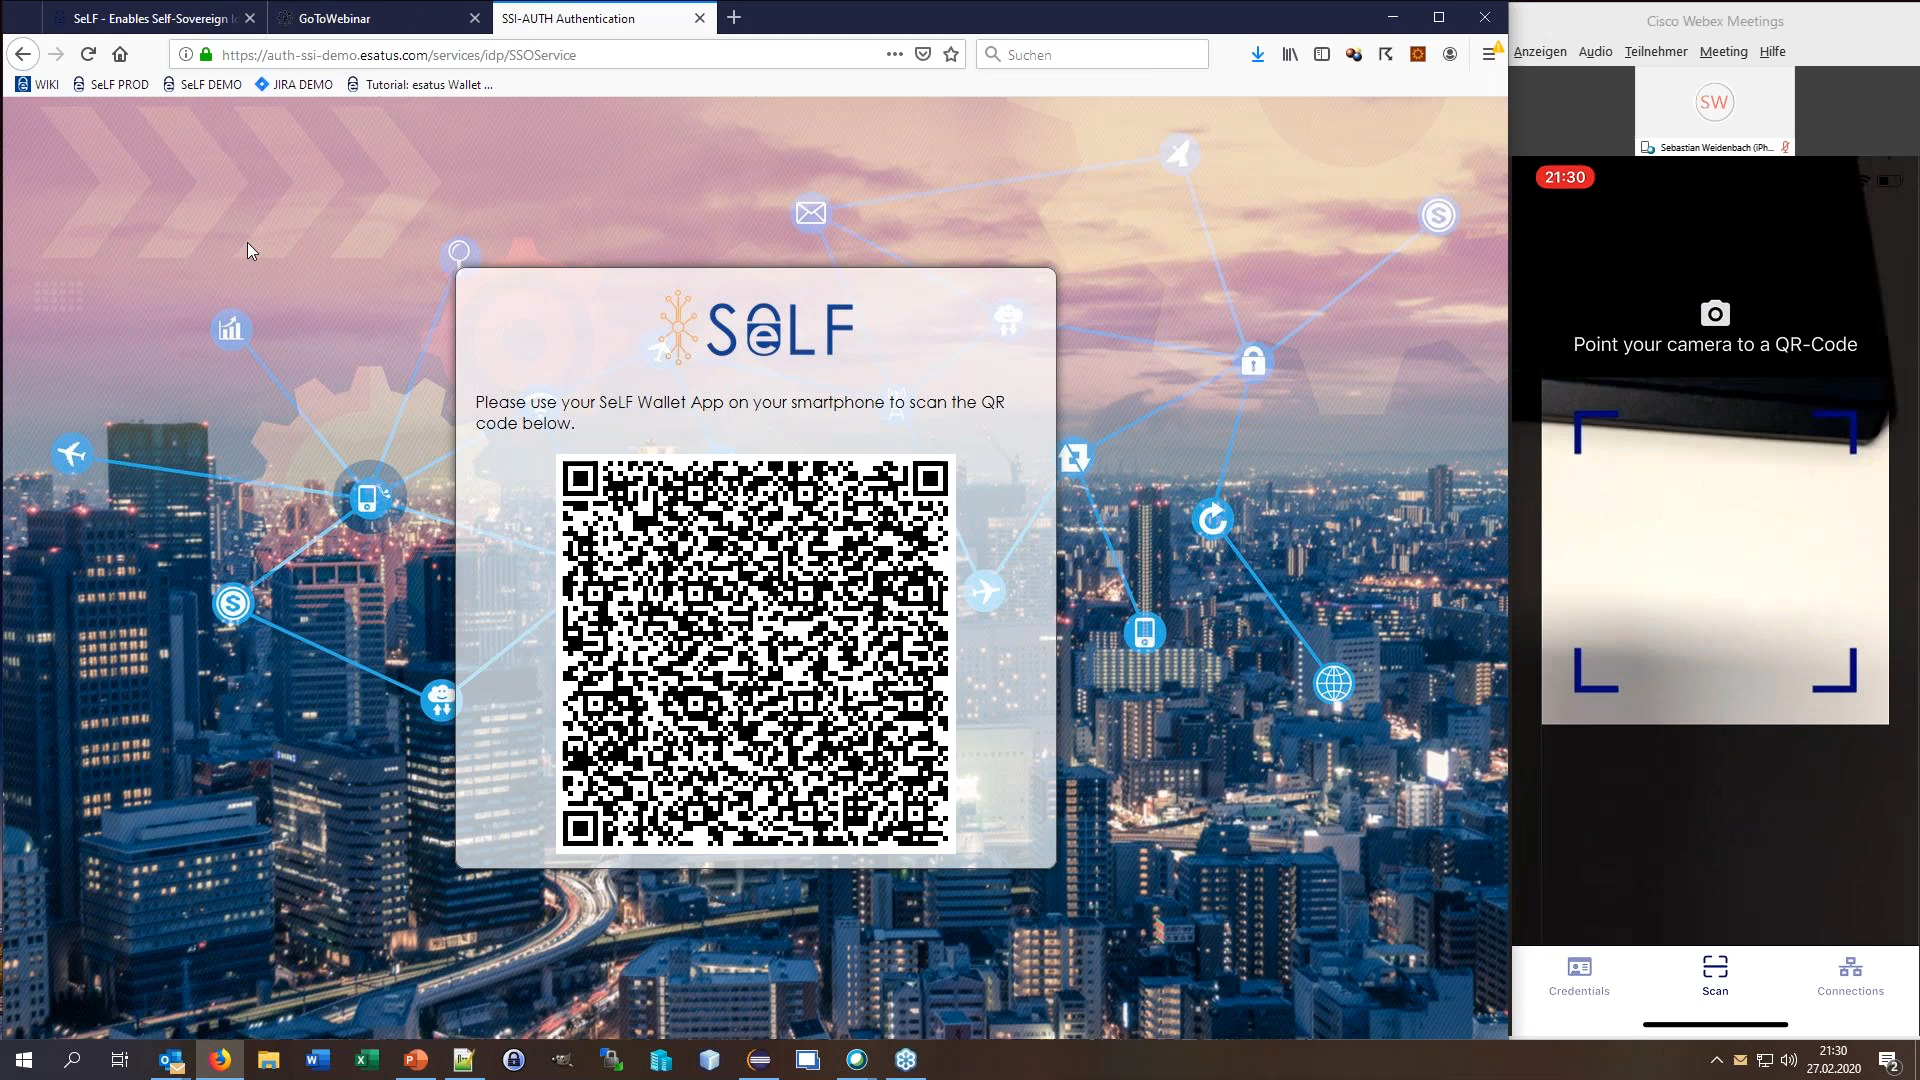 SeLF - Enables Self-Sovereign
GoToWebinar
SSI-AUTH Authentication
https://auth-ssi-demo.esatus.com/services/idp/SSOService
Suchen
WIKI
SeLF PROD
SeLF DEMO
JIRA DEMO
Tutorial: esatus Wallet ...
SeLF
Please use your SeLF Wallet App on your smartphone to scan the QR
code below.
Cisco Webex Meetings
Anzeigen Audio Teilnehmer Meeting Hilfe
SW
Sebastian Weidenbach (iPh...
21:30
Point your camera to a QR-Code
Credentials
Scan
Connections
21:30
27.02.2020
2